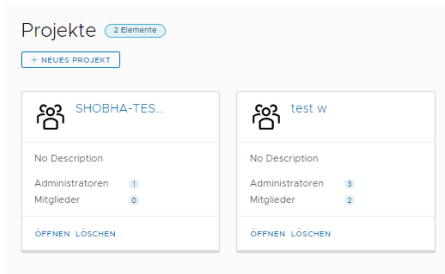 Projekte 2 Elemente
+ NEUES PROJEKT
SHOBHA-TES...
No Description
Administratoren 1
Mitglieder 0
ÖFFNEN LÖSCHEN
test w
No Description
Administratoren 3
Mitglieder 2
ÖFFNEN LÖSCHEN